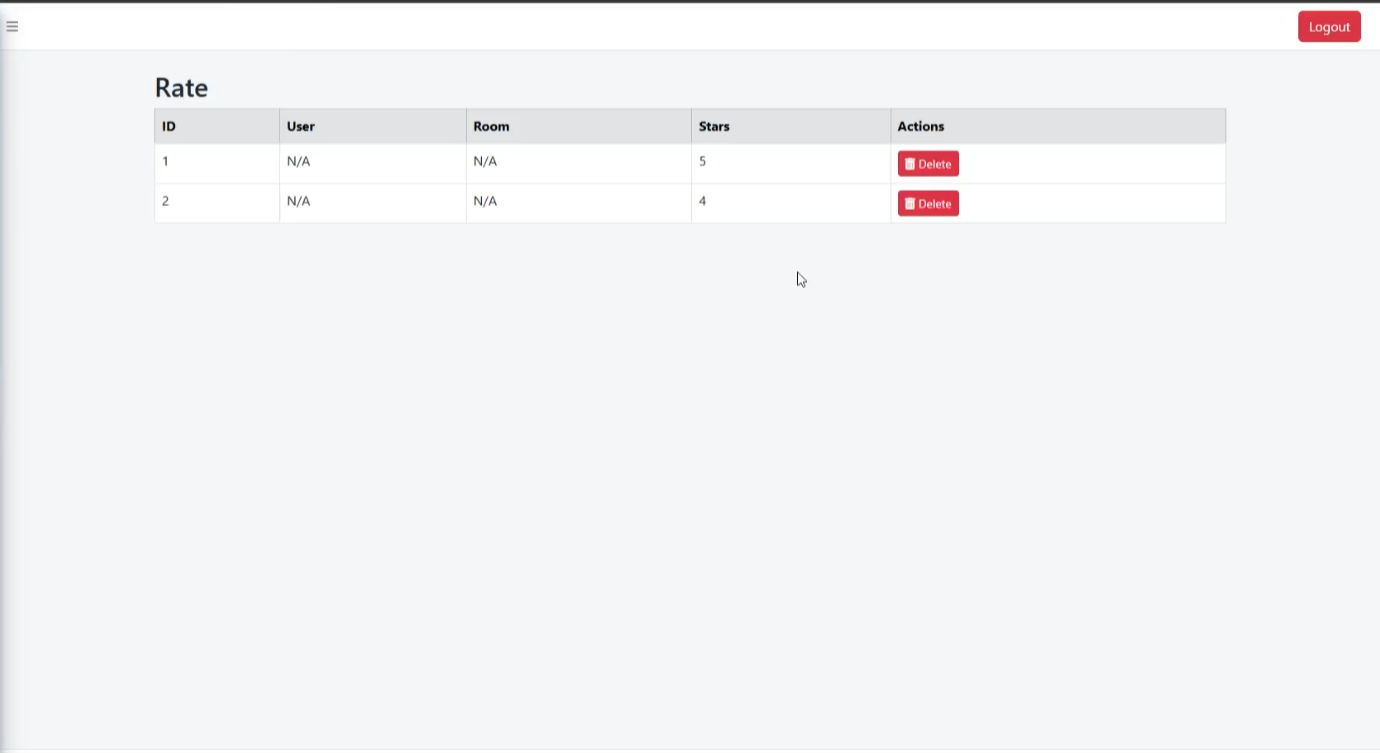 Logout
Rate
ID User Room Stars Actions
1 N/A N/A 5 Delete
2 N/A N/A 4 Delete